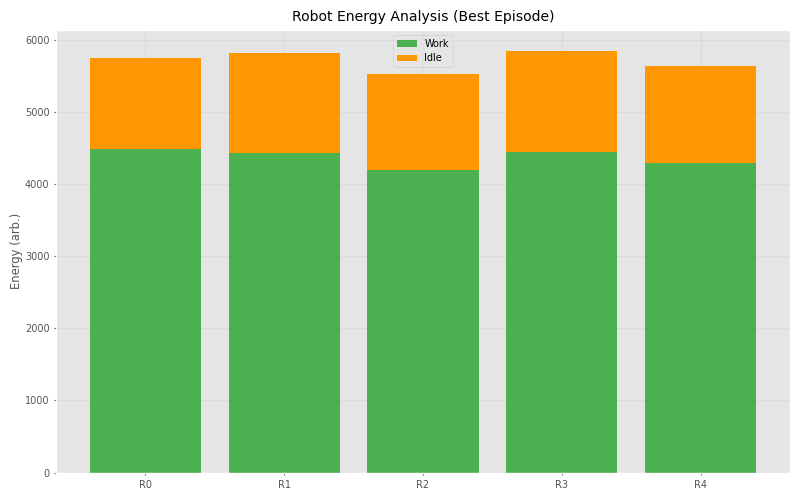 Robot Energy Analysis (Best Episode)
Work
Idle
6000
5000
4000
3000
2000
1000
0
Energy (arb.)
R0 R1 R2 R3 R4